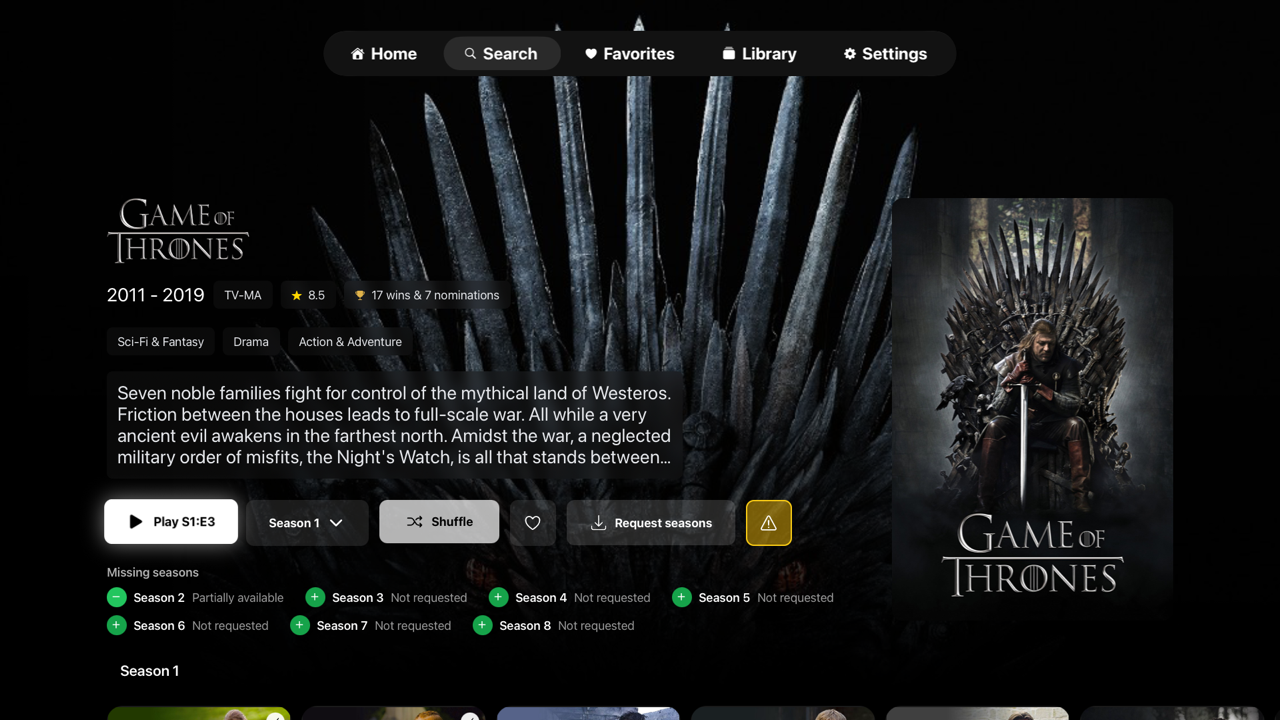 Home Search Favorites Library Settings
GAME OF
THRONES
2011 - 2019 TV-MA 8.5 17 wins & 7 nominations
Sci-Fi & Fantasy Drama Action & Adventure
Seven noble families fight for control of the mythical land of Westeros.
Friction between the houses leads to full-scale war. All while a very
ancient evil awakens in the farthest north. Amidst the war, a neglected
military order of misfits, the Night's Watch, is all that stands between...
Play S1:E3 Season 1 Shuffle Request seasons
Missing seasons
Season 2 Partially available Season 3 Not requested Season 4 Not requested Season 5 Not requested
Season 6 Not requested Season 7 Not requested Season 8 Not requested
Season 1
GAME OF
THRONES